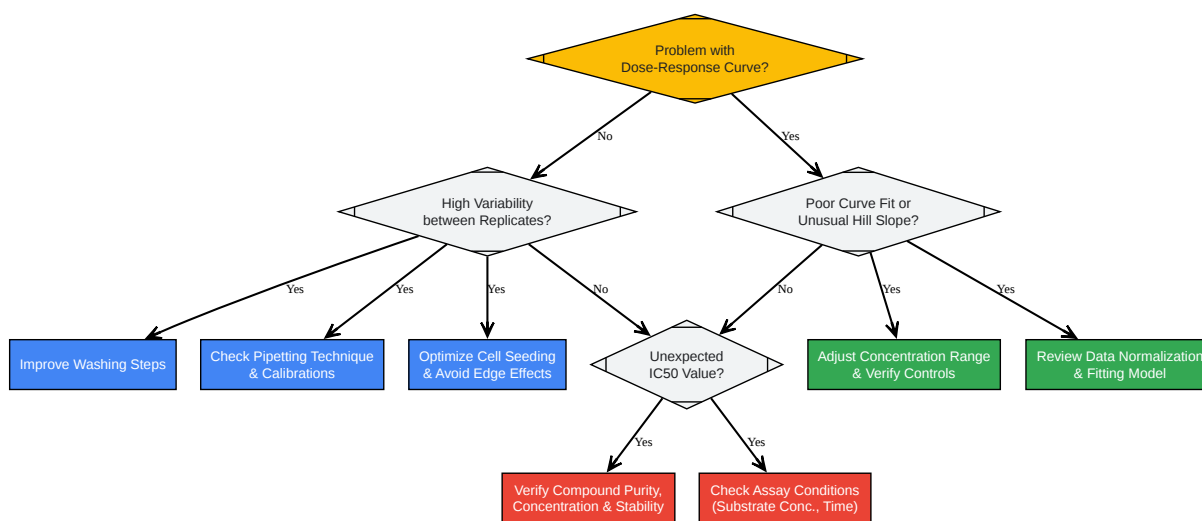 Problem with
Dose-Response Curve?
No
Yes
High Variability
between Replicates?
Poor Curve Fit or
Unusual Hill Slope?
Yes
Yes
Yes
No
No
Yes
Yes
Improve Washing Steps
Check Pipetting Technique
& Calibrations
Optimize Cell Seeding
& Avoid Edge Effects
Unexpected
IC50 Value?
Adjust Concentration Range
& Verify Controls
Review Data Normalization
& Fitting Model
Yes
Yes
Verify Compound Purity,
Concentration & Stability
Check Assay Conditions
(Substrate Conc., Time)